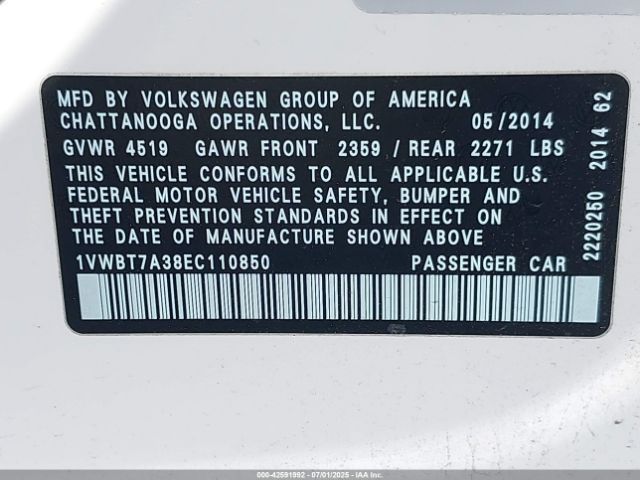 MFD BY VOLKSWAGEN GROUP OF AMERICA
CHATTANOOGA OPERATIONS, LLC. 05/2014
GVWR 4519 GAWR FRONT 2359 / REAR 2271 LBS
THIS VEHICLE CONFORMS TO ALL APPLICABLE U.S.
FEDERAL MOTOR VEHICLE SAFETY, BUMPER AND
THEFT PREVENTION STANDARDS IN EFFECT ON
THE DATE OF MANUFACTURE SHOWN ABOVE
1VWBT7A38EC110850 PASSENGER CAR
2220250 2014 62
000-42591992 - 07/01/2025 - COPYRIGHT IAA, LLC